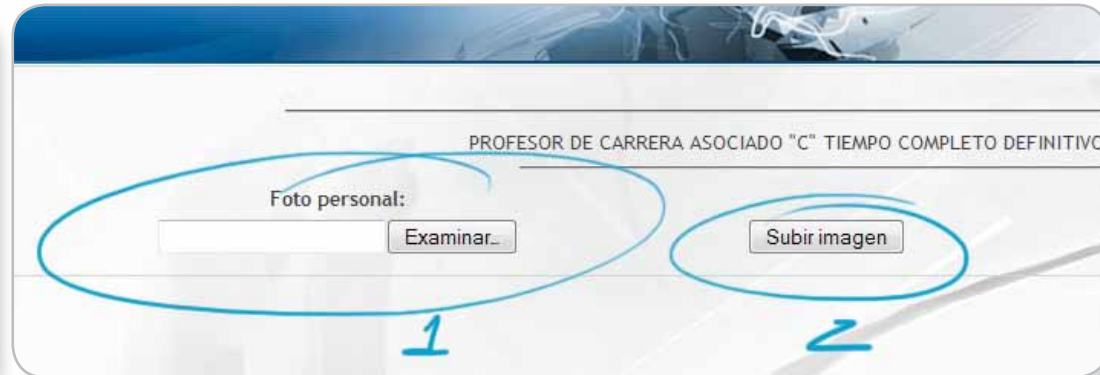 PROFESOR DE CARRERA ASOCIADO "C" TIEMPO COMPLETO DEFINITIVO
Foto personal:
Examinar...
Subir imagen
1
2